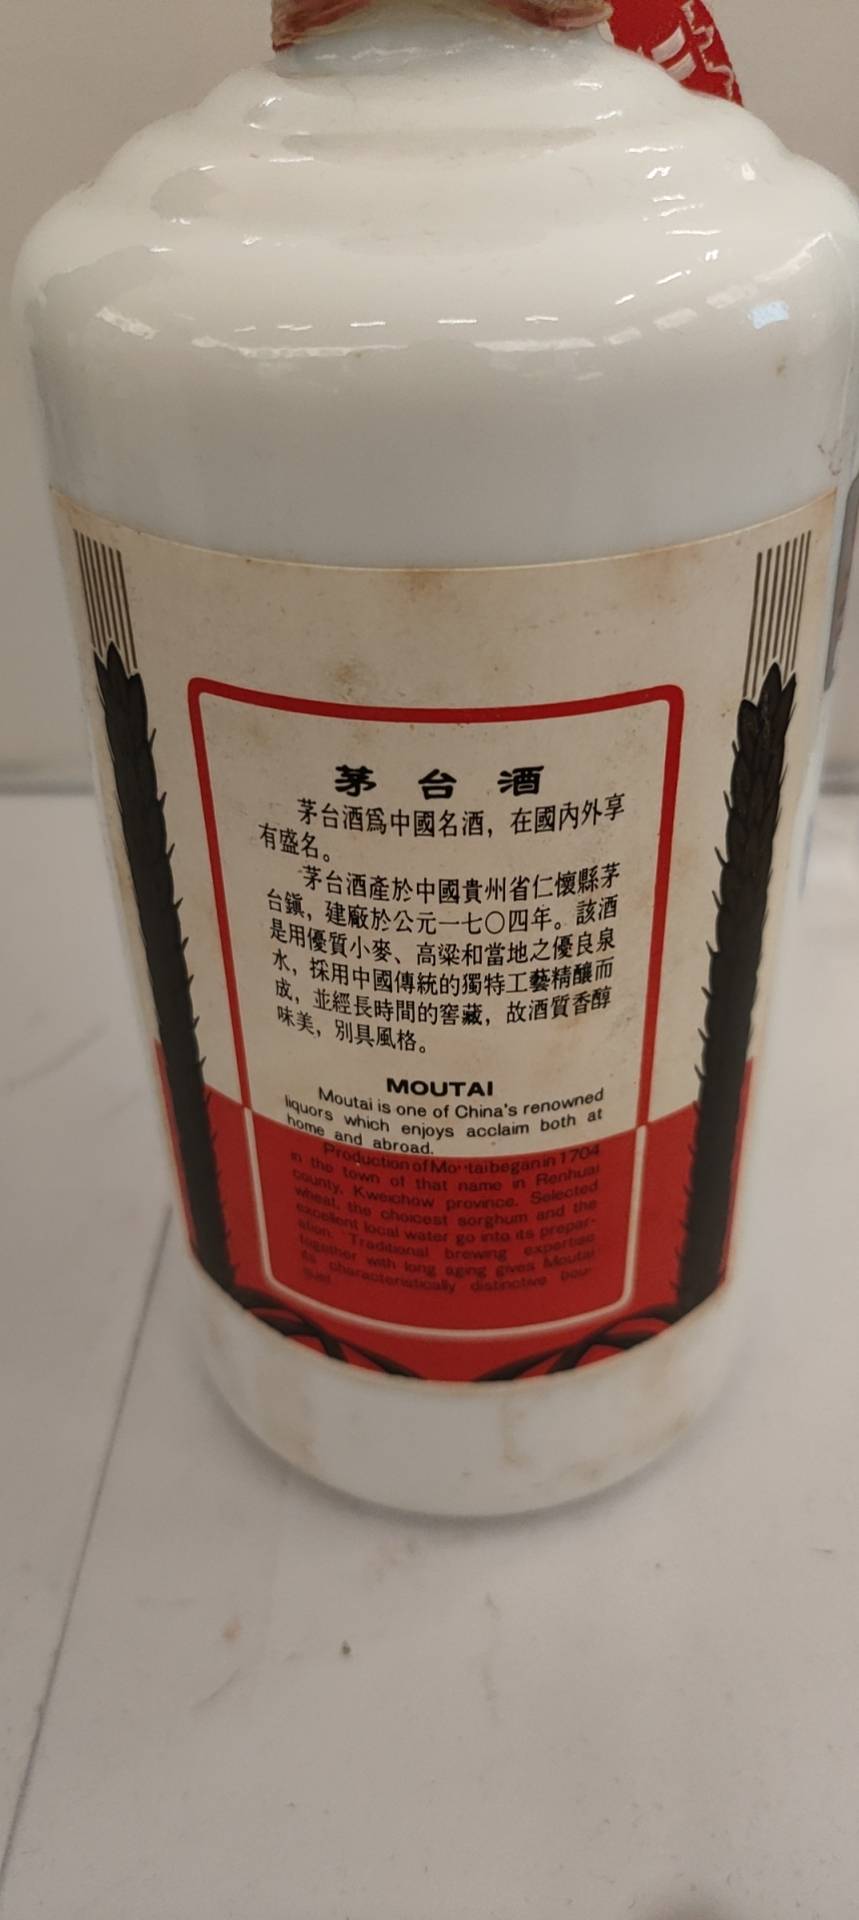 茅台酒
茅台酒爲中國名酒，在國內外享
有盛名。
茅台酒產於中國貴州省仁懷縣茅
台鎮，建廠於公元一七〇四年。該酒
是用優質小麥、高粱和當地之優良泉
水，採用中國傳統的獨特工藝精釀而
成，並經長時間的窖藏，故酒質香醇
味美，別具風格。
MOUTAI
Moutai is one of China's renowned
liquors which enjoys acclaim both at
home and abroad.
Production of Moutai began in 1704
in the town of that name in Renhuai
county, Kweichow province. Selected
wheat, the choicest sorghum and the
excellent local water go into its prepar-
ation. Traditional brewing expertise
together with long aging gives Moutai
its characteristically distinctive bou-
quet.